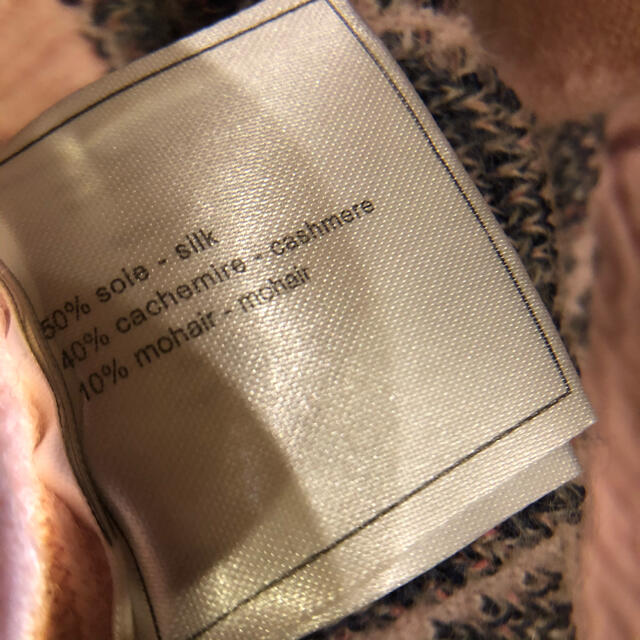 50% soie - silk
40% cachemire - cashmere
10% mohair - mohair